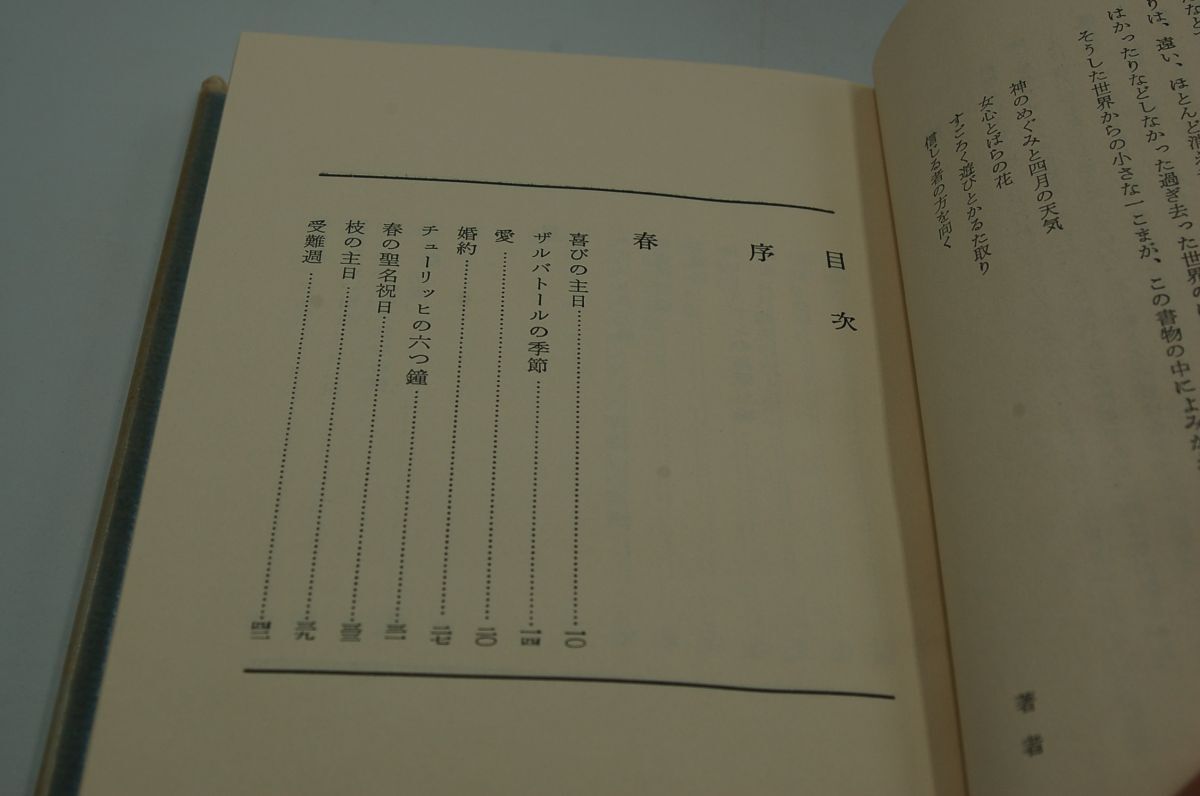 りは、遠い、ほとんど消え
はかったりなどしなかった過ぎ去った世界の
そうした世界からの小さな一こまが、この書物の中によみが
神のめぐみと四月の天気
女心とばらの花
すごろく遊びとかるた取り
信じる者の方を向く
著者
目次
序
春
喜びの主日……一〇
ザルバトールの季節……一四
愛……二〇
婚約……二七
チューリッヒの六つ鐘……三一
春の聖名祝日……三三
枝の主日……三九
受難週……四二